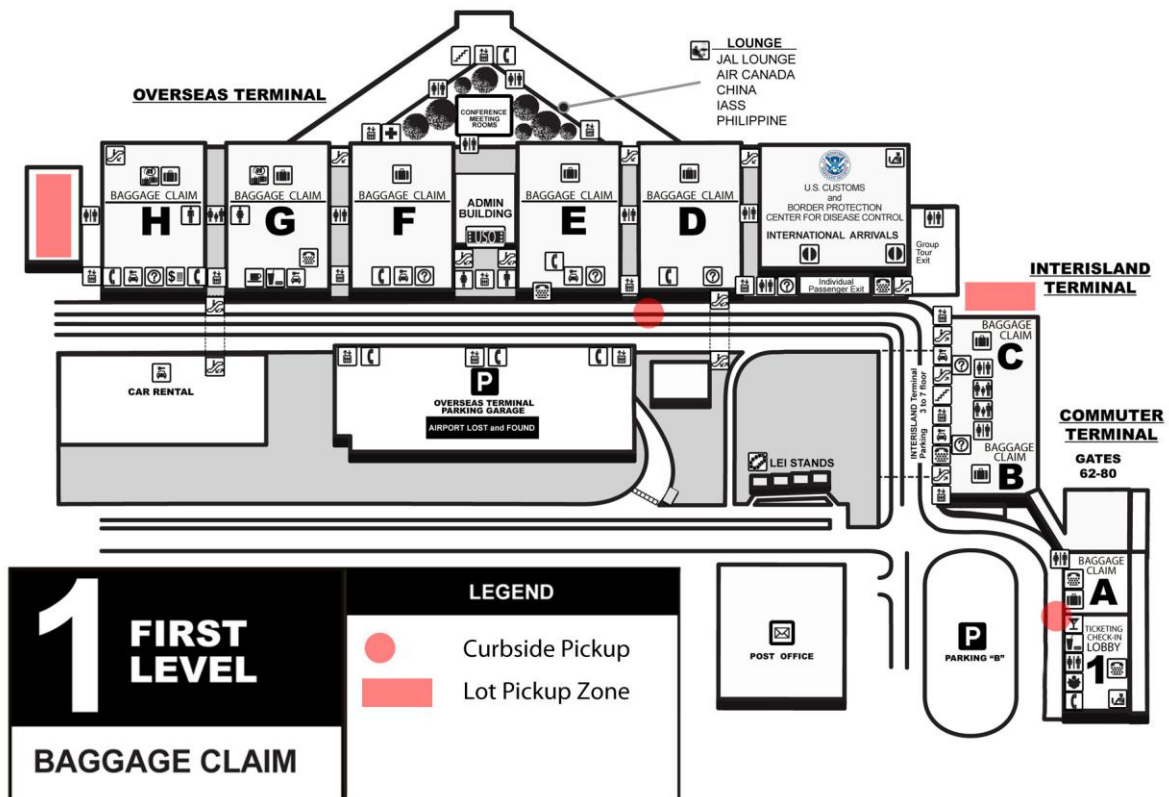 LOUNGE
JAL LOUNGE
AIR CANADA
CHINA
IASS
PHILIPPINE
OVERSEAS TERMINAL
CONFERENCE
MEETING
ROOMS
BAGGAGE CLAIM
H
BAGGAGE CLAIM
G
BAGGAGE CLAIM
F
ADMIN
BUILDING
USO
BAGGAGE CLAIM
E
BAGGAGE CLAIM
D
U.S. CUSTOMS
and
BORDER PROTECTION
CENTER FOR DISEASE CONTROL
INTERNATIONAL ARRIVALS
Group
Tour
Exit
Individual
Passenger Exit
INTERISLAND
TERMINAL
BAGGAGE
CLAIM
C
INTERISLAND Terminal
Parking 3 to 7 floor
BAGGAGE
CLAIM
B
COMMUTER
TERMINAL
GATES
62-80
CAR RENTAL
P
OVERSEAS TERMINAL
PARKING GARAGE
AIRPORT LOST and FOUND
LEI STANDS
BAGGAGE
CLAIM
A
TICKETING
CHECK-IN
LOBBY
1
POST OFFICE
P
PARKING "B"
1 FIRST
LEVEL
BAGGAGE CLAIM
LEGEND
Curbside Pickup
Lot Pickup Zone